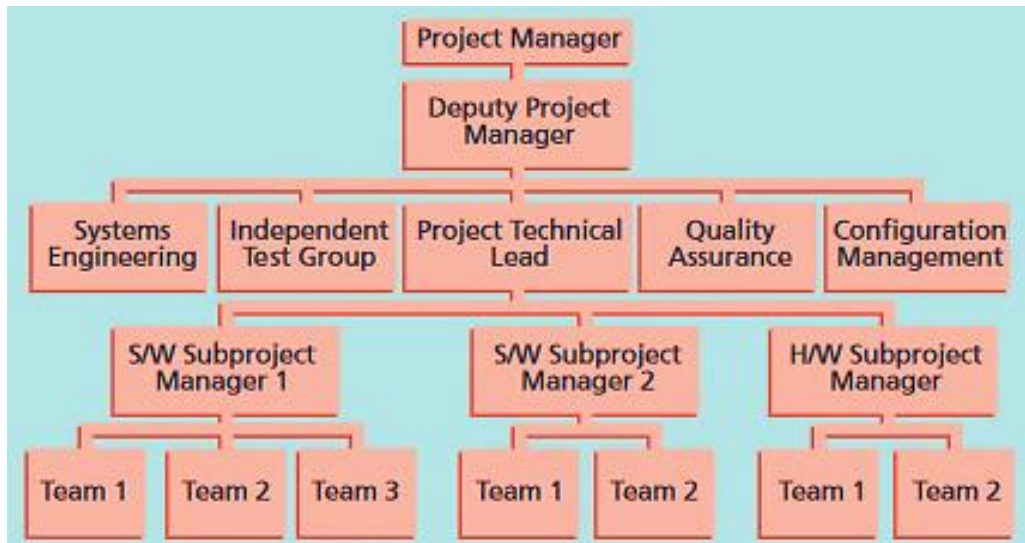 Project Manager
Deputy Project
Manager
Systems
Engineering
Independent
Test Group
Project Technical
Lead
Quality
Assurance
Configuration
Management
S/W Subproject
Manager 1
S/W Subproject
Manager 2
H/W Subproject
Manager
Team 1
Team 2
Team 3
Team 1
Team 2
Team 1
Team 2